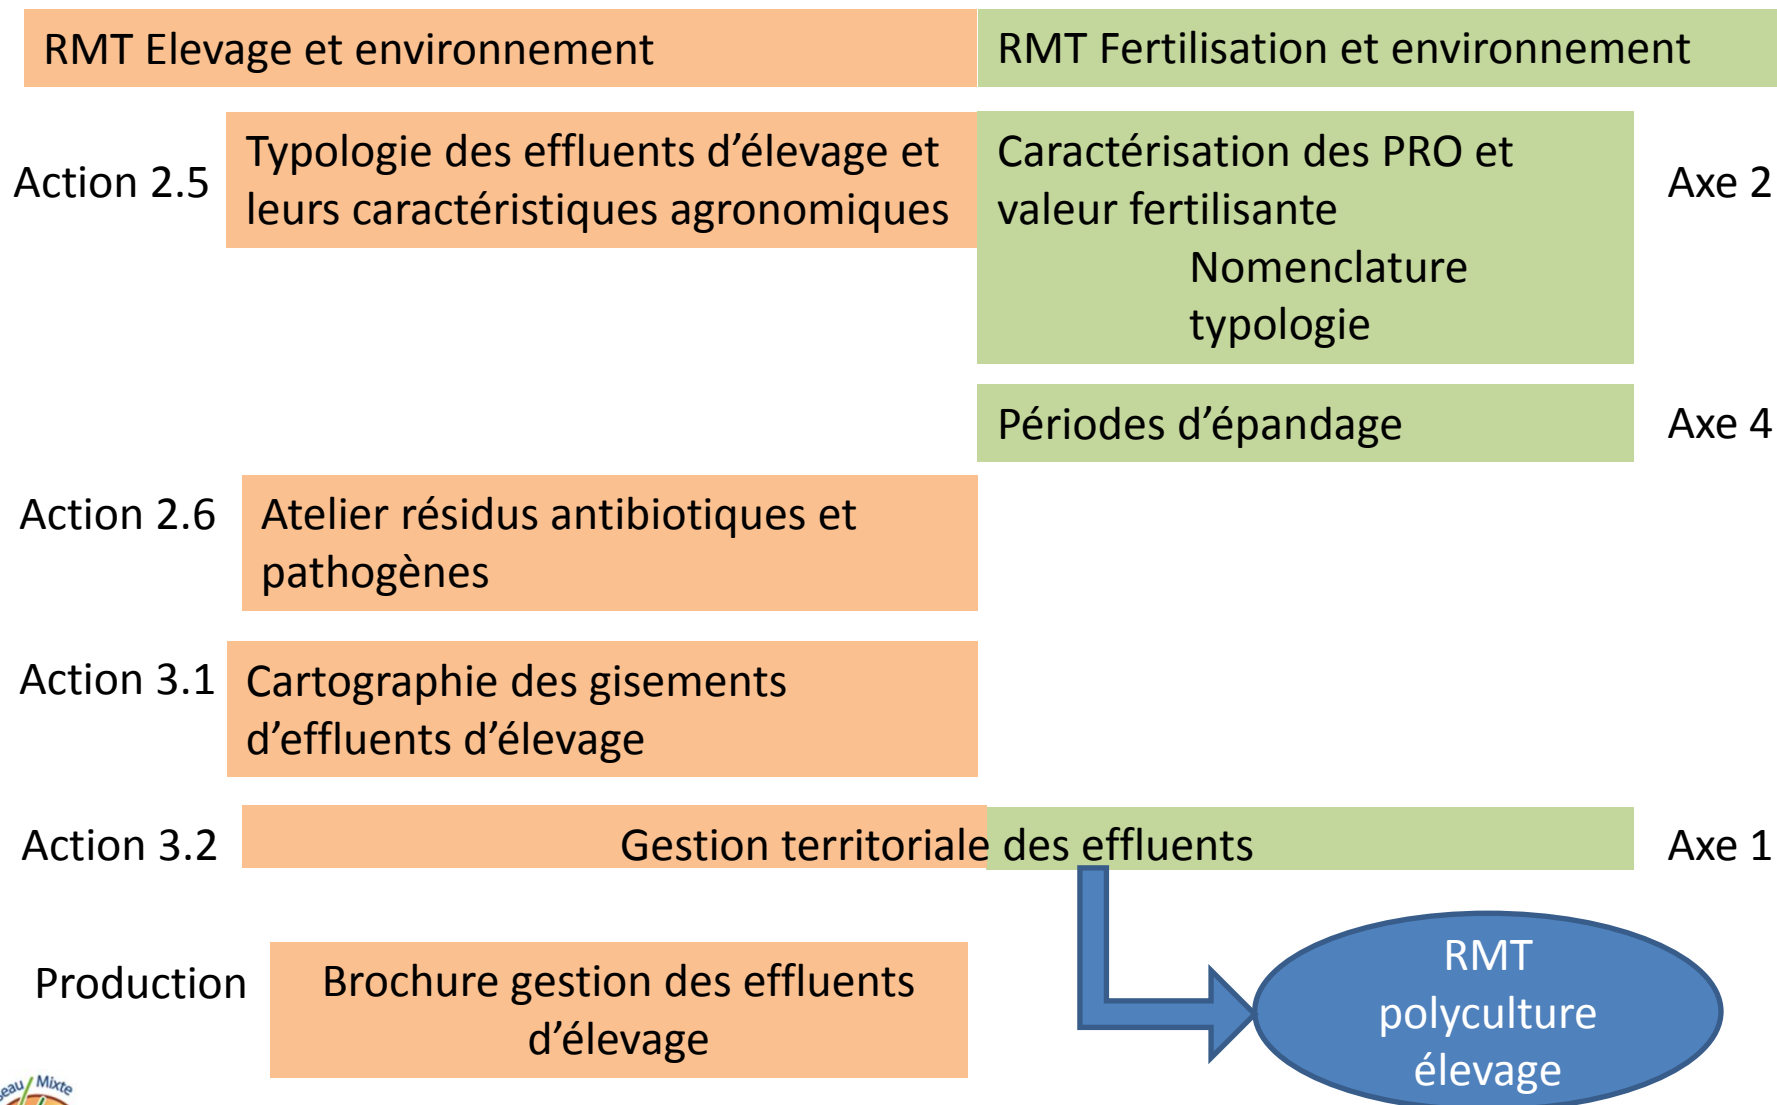 RMT Elevage et environnement
RMT Fertilisation et environnement
Action 2.5
Typologie des effluents d’élevage et
leurs caractéristiques agronomiques
Caractérisation des PRO et
valeur fertilisante
Nomenclature
typologie
Axe 2
Périodes d’épandage
Axe 4
Action 2.6
Atelier résidus antibiotiques et
pathogènes
Action 3.1
Cartographie des gisements
d’effluents d’élevage
Action 3.2
Gestion territoriale des effluents
Axe 1
Production
Brochure gestion des effluents
d’élevage
RMT
polyculture
élevage
Mixte